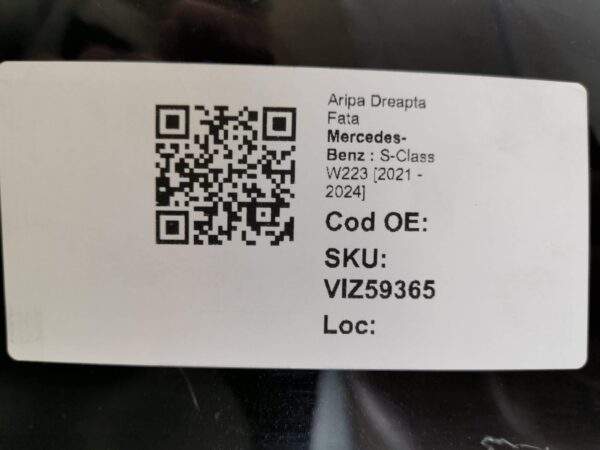 Aripa Dreapta
Fata
Mercedes-
Benz : S-Class
W223 [2021 -
2024]
Cod OE:
SKU:
VIZ59365
Loc: